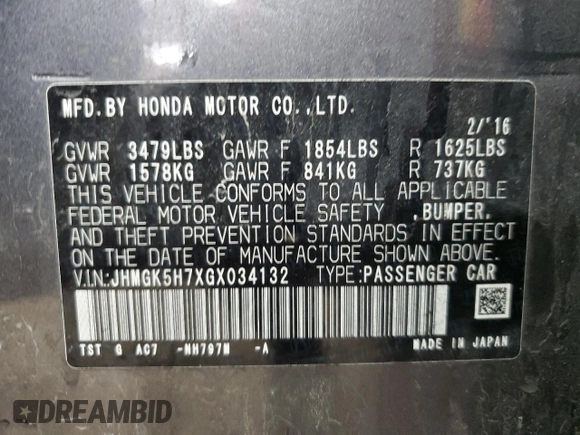 MFD.BY HONDA MOTOR CO.,LTD.
2/'16
GVWR 3479LBS GAWR F 1854LBS R 1625LBS
GVWR 1578KG GAWR F 841KG R 737KG
THIS VEHICLE CONFORMS TO ALL APPLICABLE
FEDERAL MOTOR VEHICLE SAFETY ,BUMPER,
AND THEFT PREVENTION STANDARDS IN EFFECT
ON THE DATE OF MANUFACTURE SHOWN ABOVE.
V.I.N:JHMGK5H7XGX034132 TYPE:PASSENGER CAR
TST G AC7 -NH797M -A
MADE IN JAPAN
DREAMBID